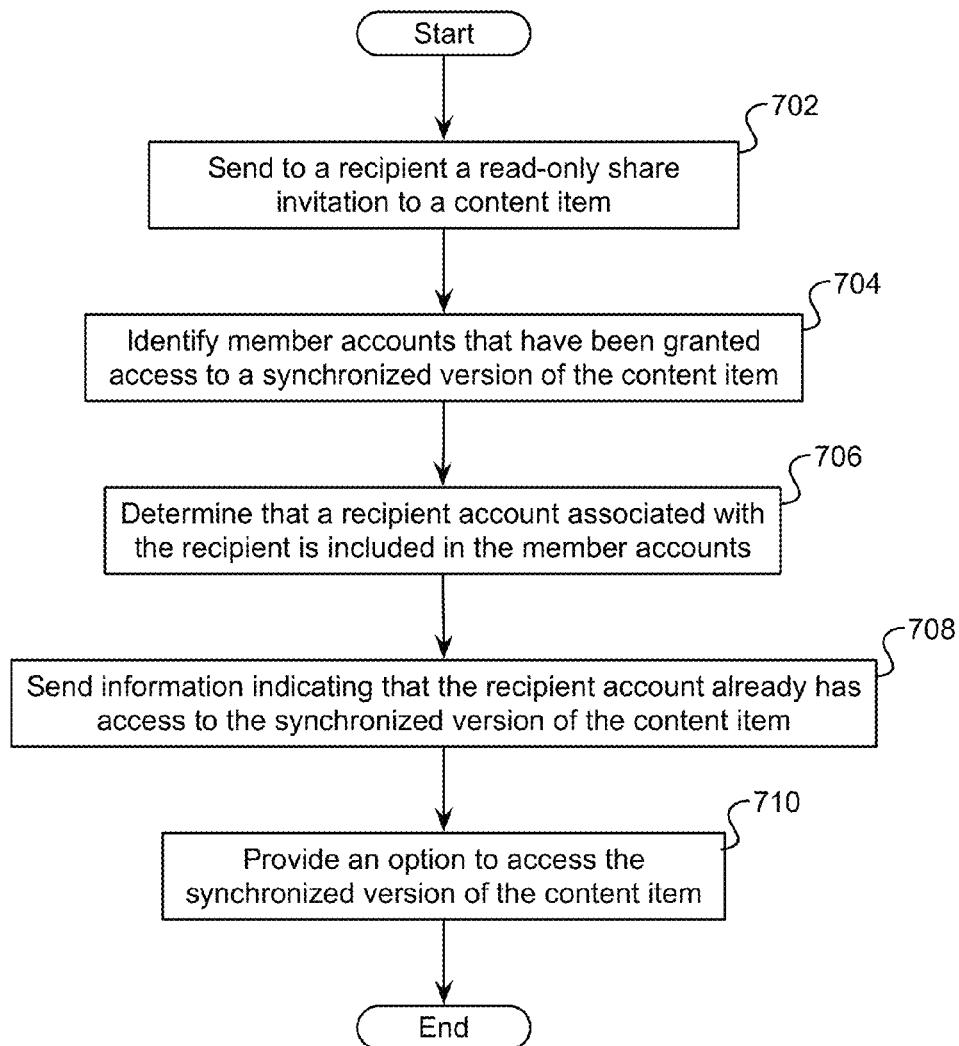 Start
702
Send to a recipient a read-only share
invitation to a content item
704
Identify member accounts that have been granted
access to a synchronized version of the content item
706
Determine that a recipient account associated with
the recipient is included in the member accounts
708
Send information indicating that the recipient account already has
access to the synchronized version of the content item
710
Provide an option to access the
synchronized version of the content item
End